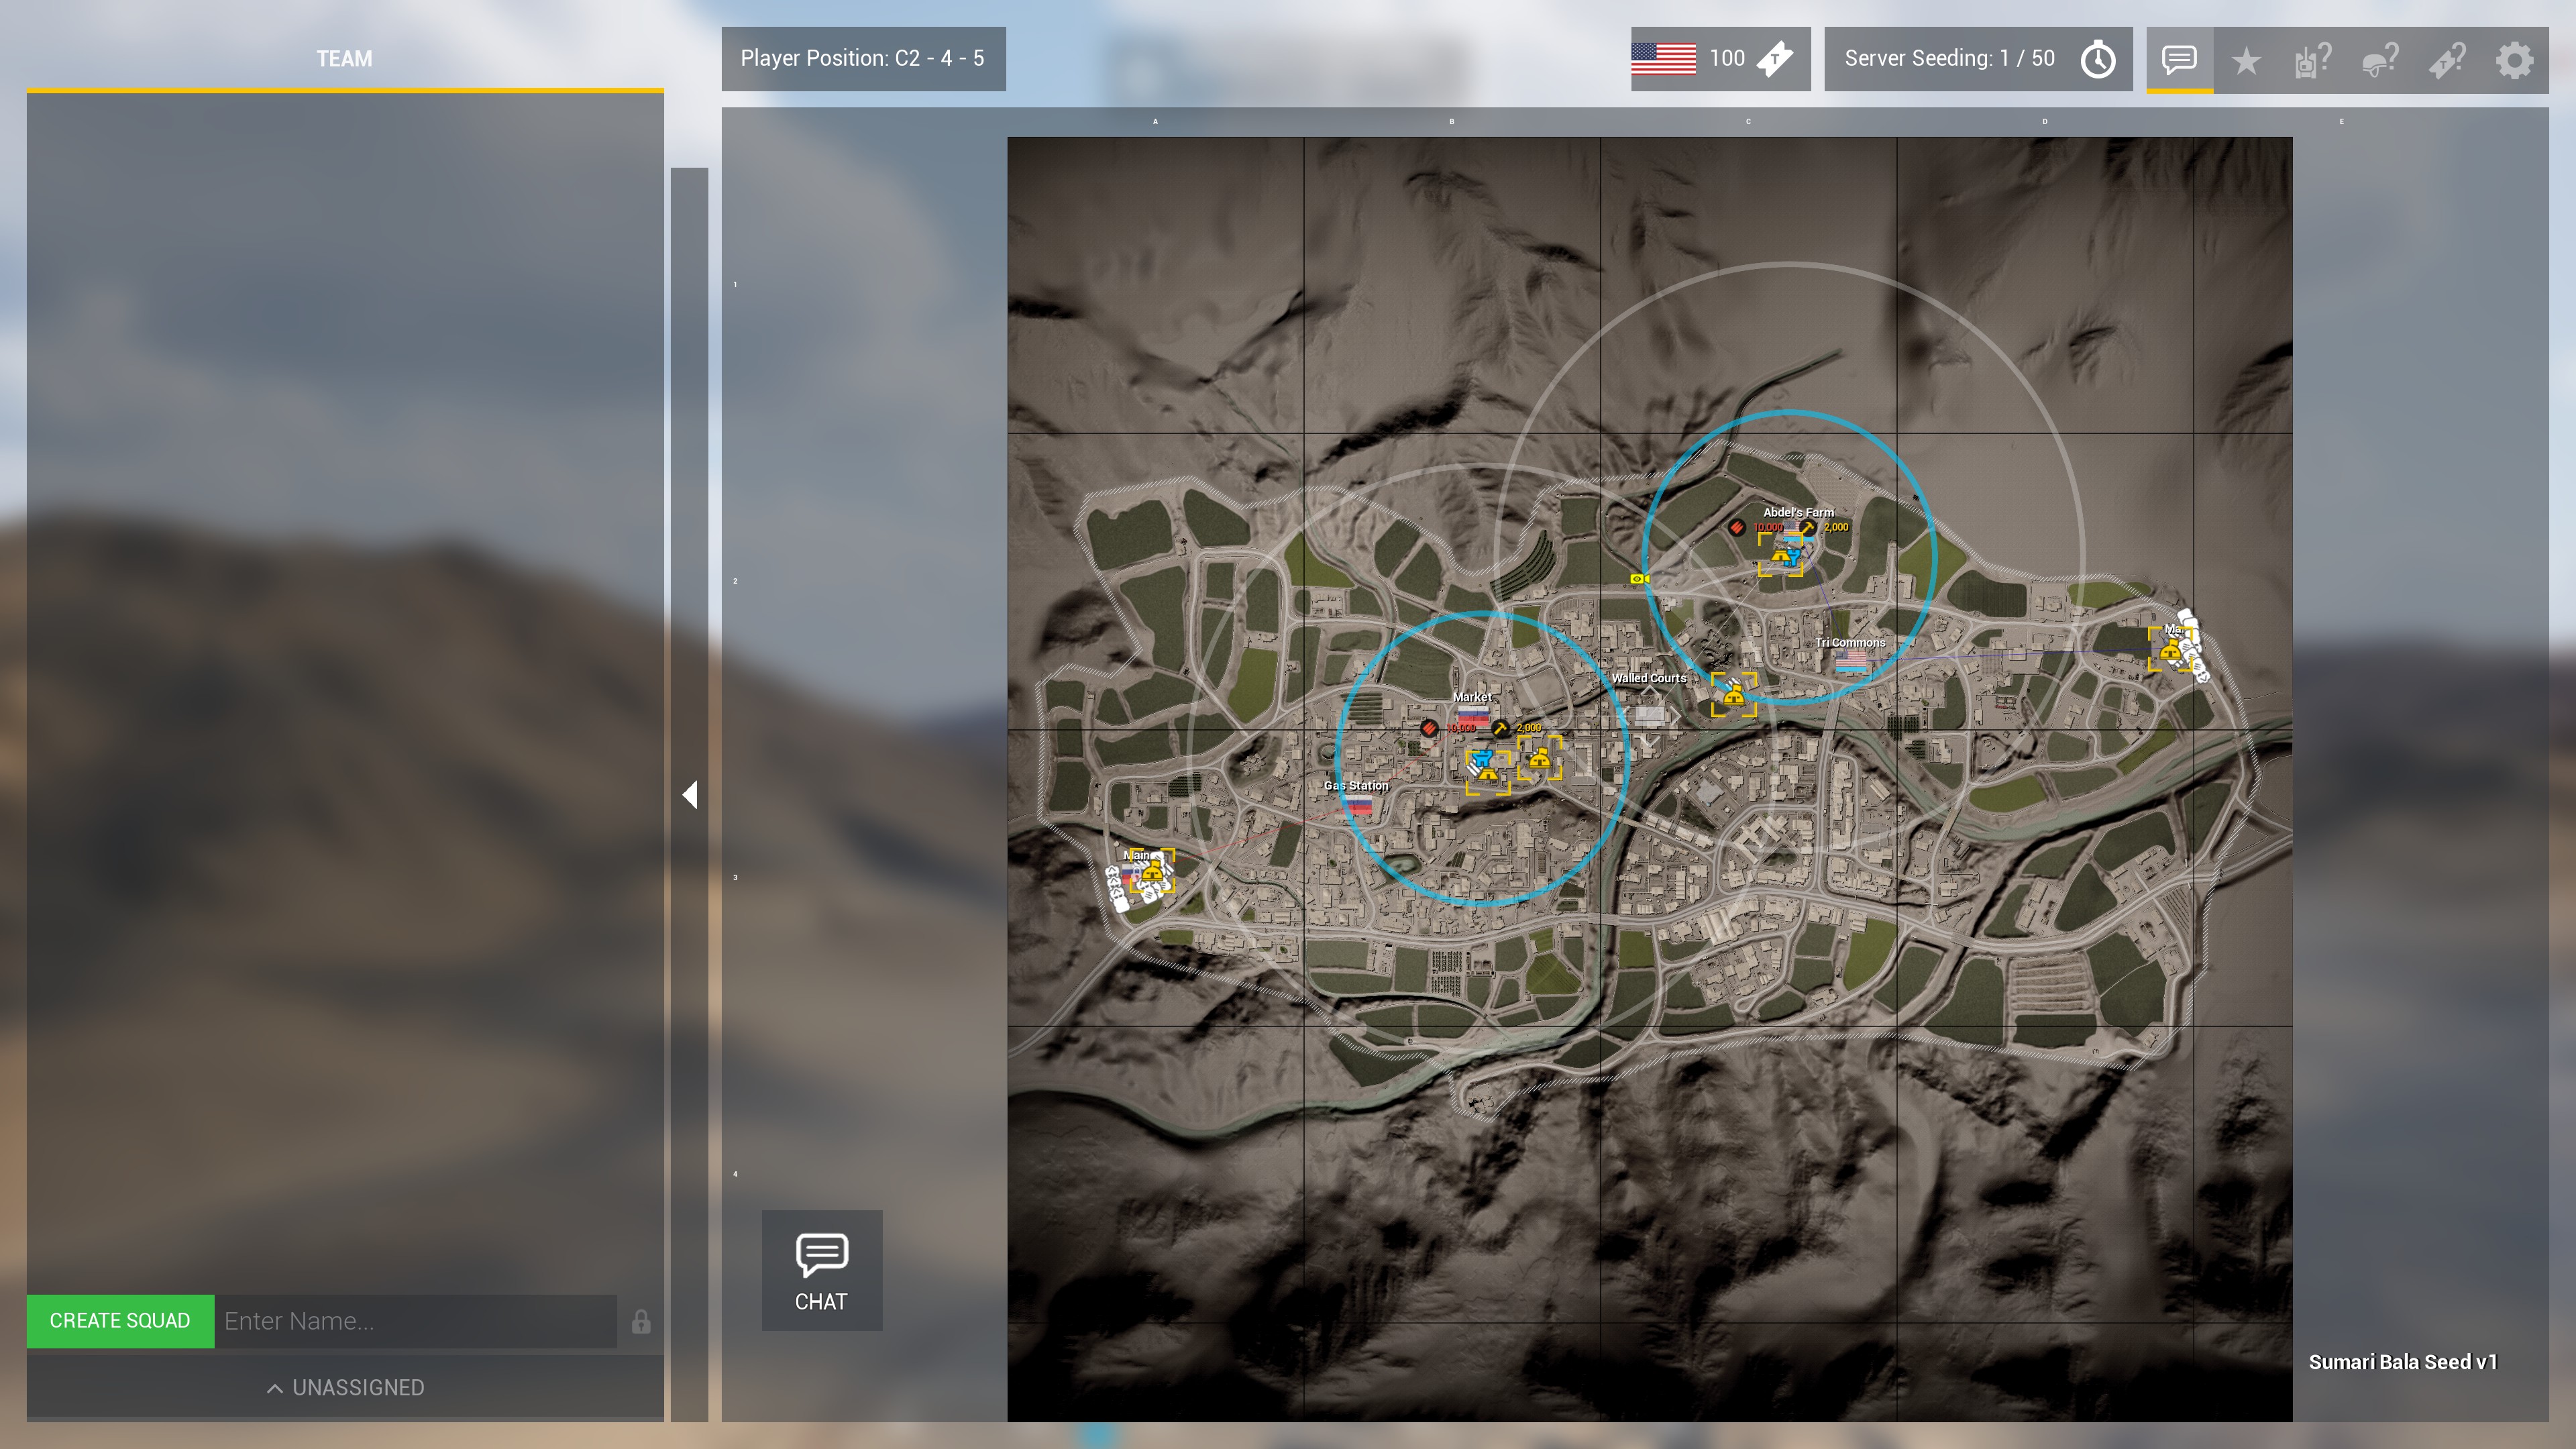 TEAM
Player Position: C2 - 4 - 5
100
Server Seeding: 1 / 50
A
B
C
D
E
1
2
3
4
Abdel's Farm
10,000
2,000
Tri Commons
Walled Courts
Market
10,000
2,000
Gas Station
Main
CREATE SQUAD
Enter Name...
UNASSIGNED
CHAT
Sumari Bala Seed v1